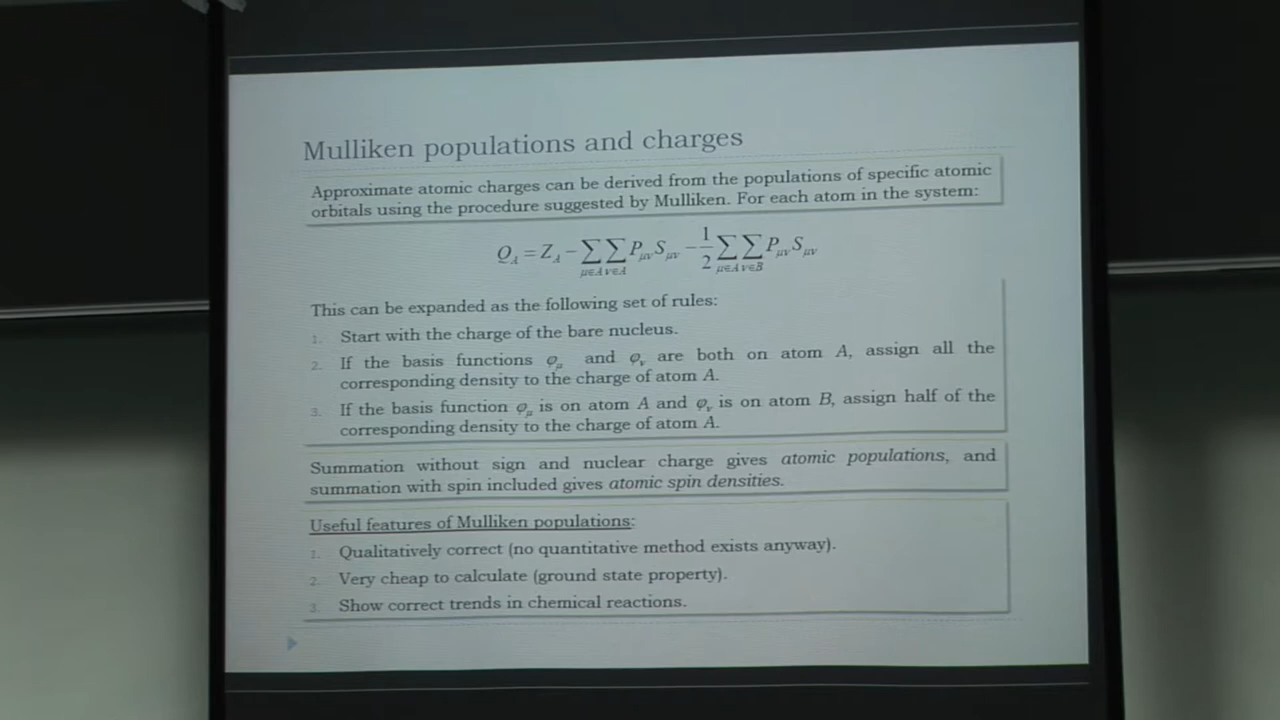 Mulliken populations and charges
Approximate atomic charges can be derived from the populations of specific atomic
orbitals using the procedure suggested by Mulliken. For each atom in the system:
Q_A = Z_A − ∑_{μ∈A} ∑_{ν∈A} P_{μν} S_{μν} − 1/2 ∑_{μ∈A} ∑_{ν∈B} P_{μν} S_{μν}
This can be expanded as the following set of rules:
1. Start with the charge of the bare nucleus.
2. If the basis functions φ_μ and φ_ν are both on atom A, assign all the
corresponding density to the charge of atom A.
3. If the basis function φ_μ is on atom A and φ_ν is on atom B, assign half of the
corresponding density to the charge of atom A.
Summation without sign and nuclear charge gives atomic populations, and
summation with spin included gives atomic spin densities.
Useful features of Mulliken populations:
1. Qualitatively correct (no quantitative method exists anyway).
2. Very cheap to calculate (ground state property).
3. Show correct trends in chemical reactions.